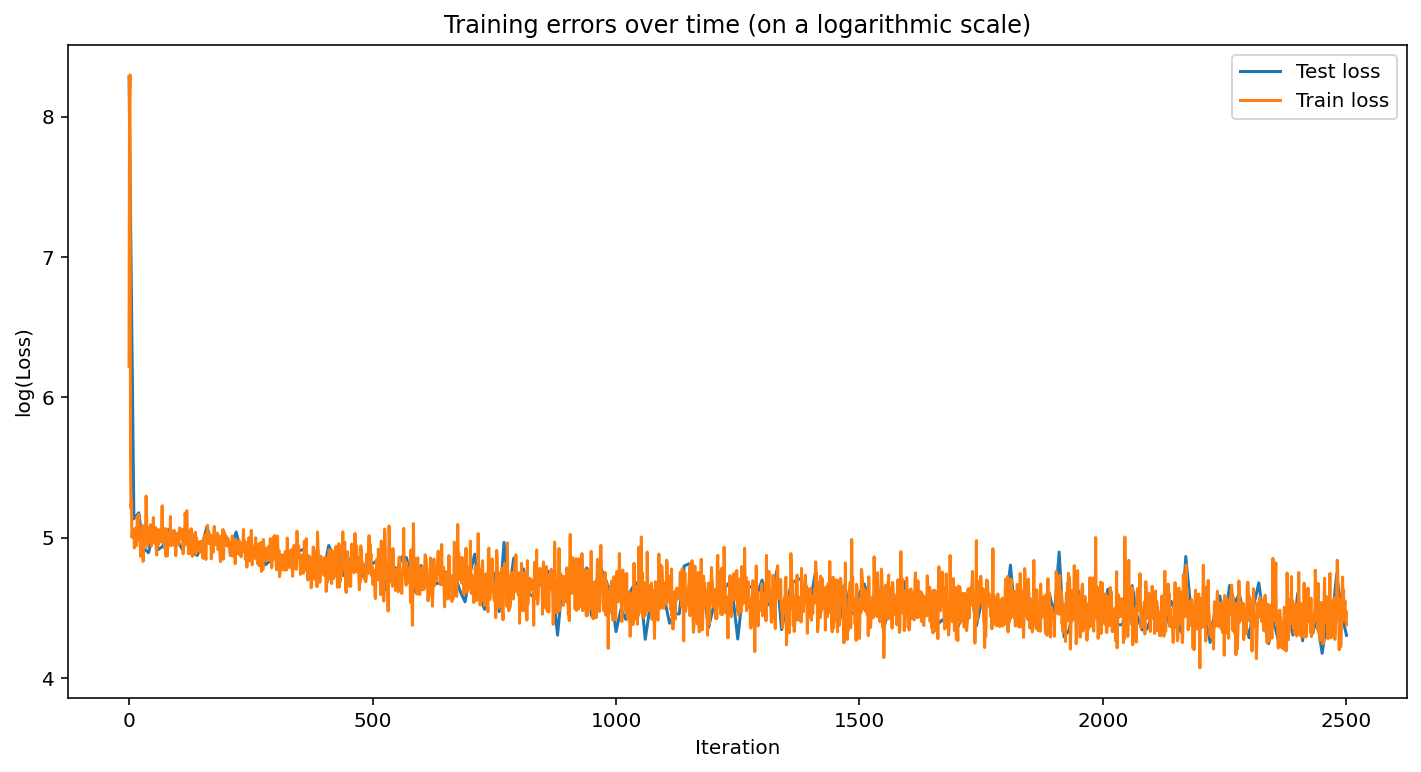 Training errors over time (on a logarithmic scale)
Test loss
Train loss
log(Loss)
8
7
6
5
4
0
500
1000
1500
2000
2500
Iteration